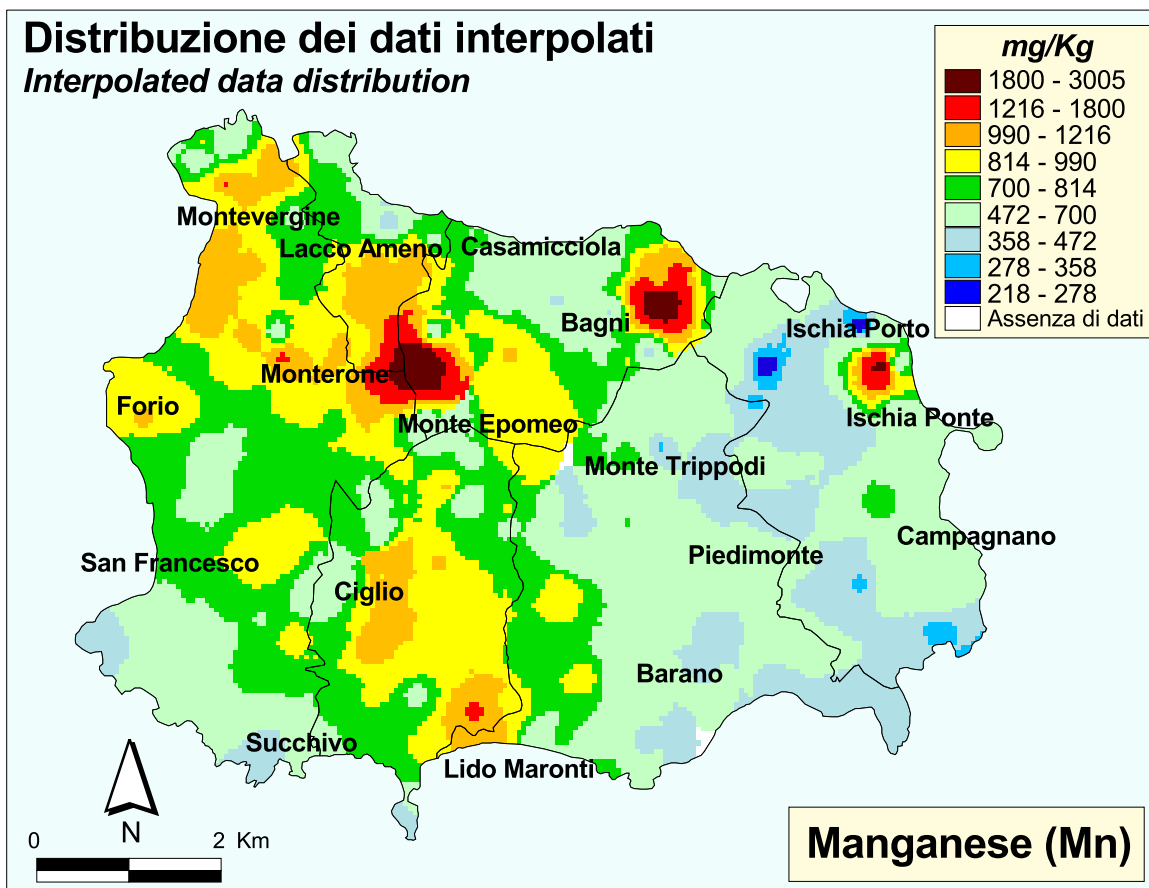 Distribuzione dei dati interpolati
Interpolated data distribution
mg/Kg
1800 - 3005
1216 - 1800
990 - 1216
814 - 990
700 - 814
472 - 700
358 - 472
278 - 358
218 - 278
Assenza di dati
Montevergine
Lacco Ameno
Casamicciola
Bagni
Ischia Porto
Monterone
Forio
Monte Epomeo
Ischia Ponte
Monte Trippodi
Campagnano
San Francesco
Piedimonte
Ciglio
Barano
Succhivo
Lido Maronti
N
0 2 Km
Manganese (Mn)